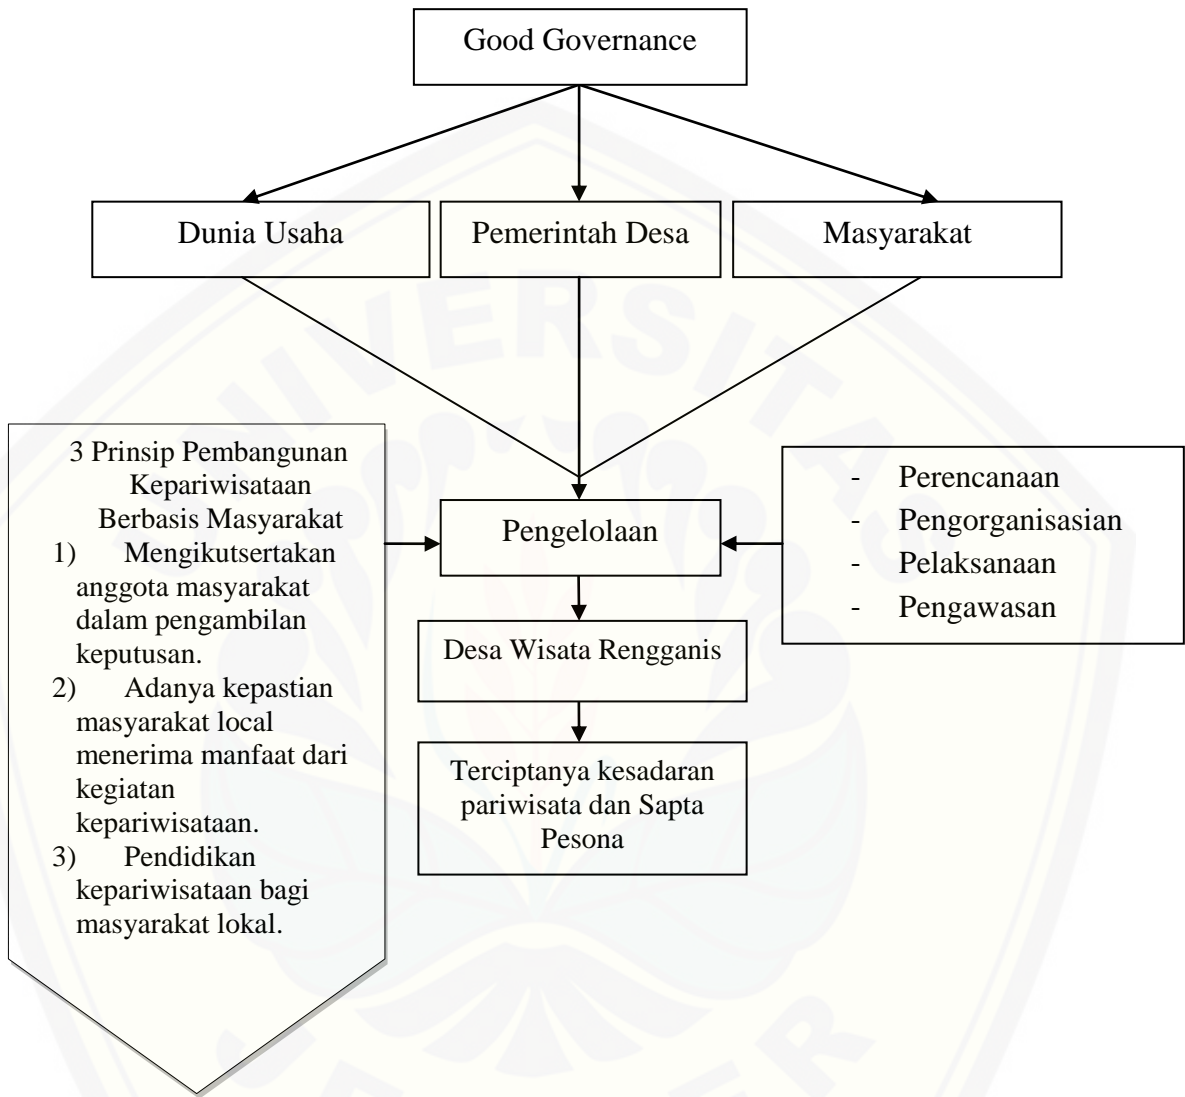 Good Governance
Dunia Usaha
Pemerintah Desa
Masyarakat
3 Prinsip Pembangunan
Kepariwisataan
Berbasis Masyarakat
1) Mengikutsertakan
anggota masyarakat
dalam pengambilan
keputusan.
2) Adanya kepastian
masyarakat local
menerima manfaat dari
kegiatan
kepariwisataan.
3) Pendidikan
kepariwisataan bagi
masyarakat lokal.
Pengelolaan
- Perencanaan
- Pengorganisasian
- Pelaksanaan
- Pengawasan
Desa Wisata Rengganis
Terciptanya kesadaran
pariwisata dan Sapta
Pesona
UNIVERSITAS
JEMBER